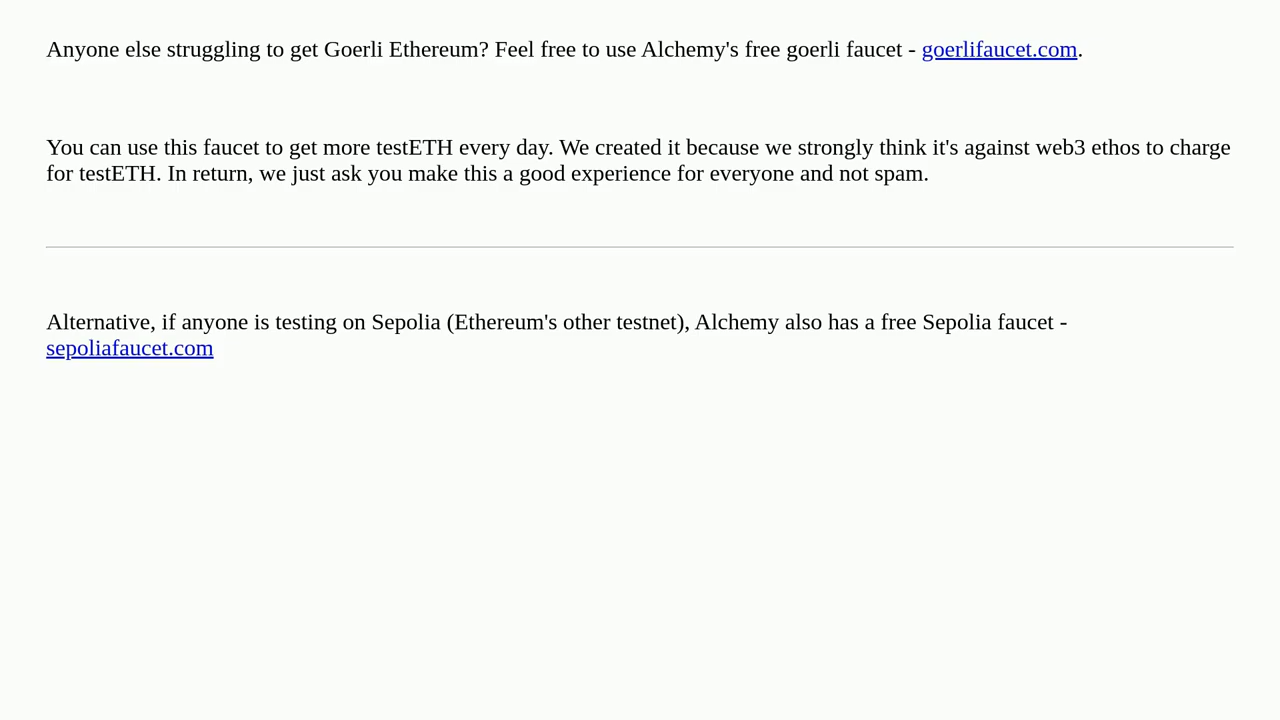 Anyone else struggling to get Goerli Ethereum? Feel free to use Alchemy's free goerli faucet - goerlifaucet.com.
You can use this faucet to get more testETH every day. We created it because we strongly think it's against web3 ethos to charge
for testETH. In return, we just ask you make this a good experience for everyone and not spam.
Alternative, if anyone is testing on Sepolia (Ethereum's other testnet), Alchemy also has a free Sepolia faucet -
sepoliafaucet.com